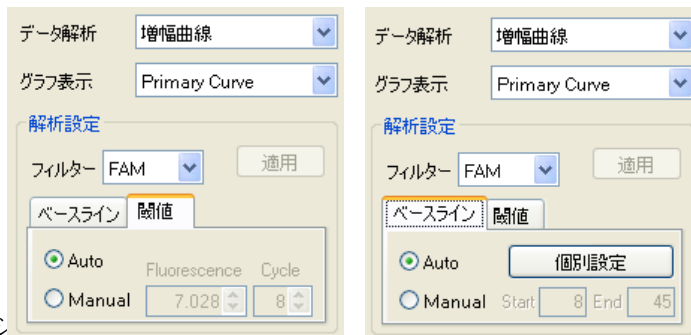 データ解析 増幅曲線
グラフ表示 Primary Curve
解析設定
フィルター FAM 適用
ベースライン 閾値
Auto Fluorescence Cycle
Manual 7.028 8
データ解析 増幅曲線
グラフ表示 Primary Curve
解析設定
フィルター FAM 適用
ベースライン 閾値
Auto 個別設定
Manual Start 8 End 45